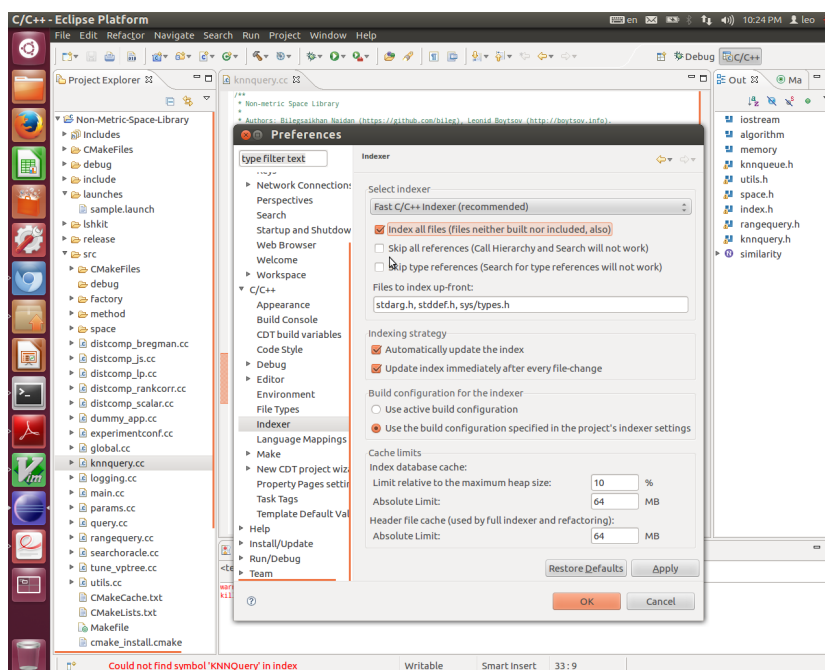 C/C++ - Eclipse Platform
en
10:24 PM
leo
File Edit Refactor Navigate Search Run Project Window Help
Debug
C/C++
Project Explorer
knnquery.cc
Out
Ma
Non-Metric-Space-Library
Includes
CMakeFiles
debug
include
launches
sample.launch
lshkit
release
src
CMakeFiles
debug
factory
method
space
distcomp_bregman.cc
distcomp_js.cc
distcomp_lp.cc
distcomp_rankcorr.cc
distcomp_scalar.cc
dummy_app.cc
experimentconf.cc
global.cc
knnquery.cc
logging.cc
main.cc
params.cc
query.cc
rangequery.cc
searchoracle.cc
tune_vptree.cc
utils.cc
CMakeCache.txt
CMakeLists.txt
Makefile
cmake_install.cmake
/**
* Non-metric Space Library
*
* Authors: Bilegsaikhan Naidan (https://github.com/bileg), Leonid Boytsov (http://boytsov.info).
Preferences
type filter text
Network Connections
Perspectives
Search
Startup and Shutdow
Web Browser
Welcome
Workspace
C/C++
Appearance
Build Console
CDT build variables
Code Style
Debug
Editor
Environment
File Types
Indexer
Language Mappings
Make
New CDT project wiza
Property Pages settin
Task Tags
Template Default Val
Help
Install/Update
Run/Debug
Team
Indexer
Select indexer
Fast C/C++ Indexer (recommended)
Index all files (files neither built nor included, also)
Skip all references (Call Hierarchy and Search will not work)
Skip type references (Search for type references will not work)
Files to index up-front:
stdarg.h, stddef.h, sys/types.h
Indexing strategy
Automatically update the index
Update index immediately after every file-change
Build configuration for the indexer
Use active build configuration
Use the build configuration specified in the project's indexer settings
Cache limits
Index database cache:
Limit relative to the maximum heap size: 10 %
Absolute Limit: 64 MB
Header file cache (used by full indexer and refactoring):
Absolute Limit: 64 MB
Restore Defaults
Apply
OK
Cancel
iostream
algorithm
memory
knnqueue.h
utils.h
space.h
index.h
rangequery.h
knnquery.h
similarity
Could not find symbol 'KNNQuery' in index
Writable
Smart Insert
33 : 9